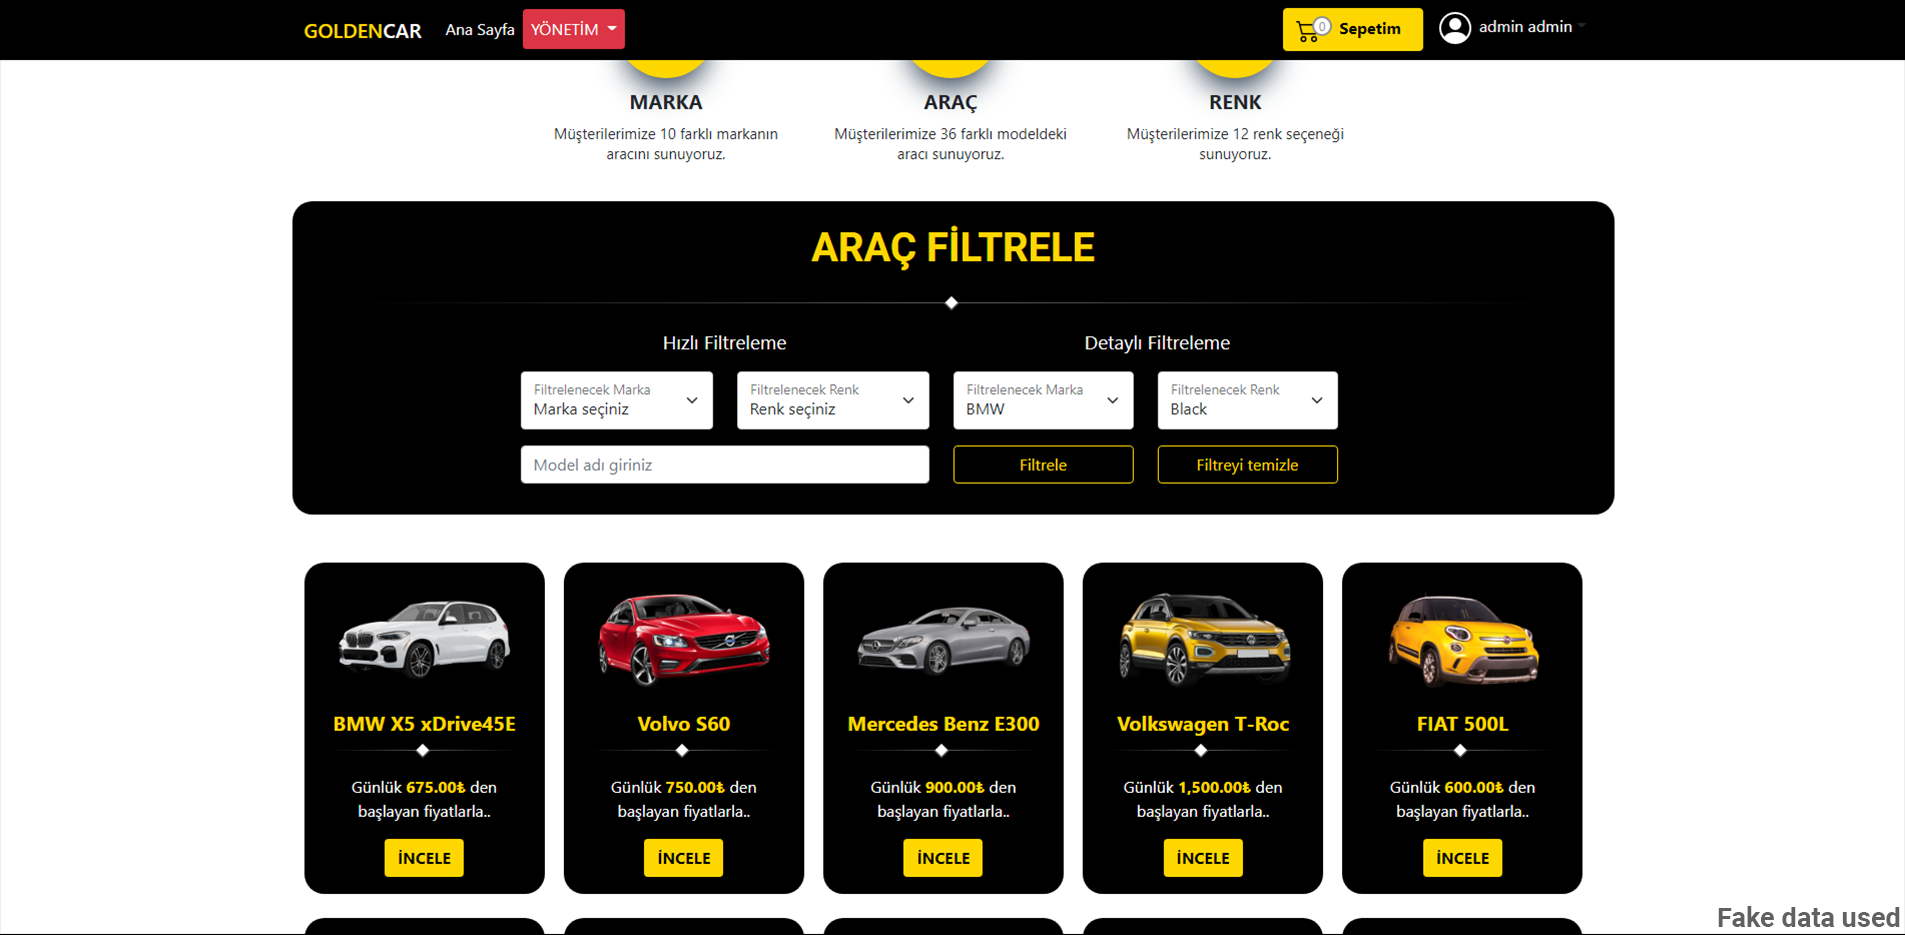 GOLDENCAR
Ana Sayfa
YÖNETİM
0
Sepetim
admin admin
MARKA
Müşterilerimize 10 farklı markanın
aracını sunuyoruz.
ARAÇ
Müşterilerimize 36 farklı modeldeki
aracı sunuyoruz.
RENK
Müşterilerimize 12 renk seçeneği
sunuyoruz.
ARAÇ FİLTRELE
Hızlı Filtreleme
Detaylı Filtreleme
Filtrelenecek Marka
Marka seçiniz
Filtrelenecek Renk
Renk seçiniz
Filtrelenecek Marka
BMW
Filtrelenecek Renk
Black
Model adı giriniz
Filtrele
Filtreyi temizle
BMW X5 xDrive45E
Günlük 675.00₺ den
başlayan fiyatlarla..
İNCELE
Volvo S60
Günlük 750.00₺ den
başlayan fiyatlarla..
İNCELE
Mercedes Benz E300
Günlük 900.00₺ den
başlayan fiyatlarla..
İNCELE
Volkswagen T-Roc
Günlük 1,500.00₺ den
başlayan fiyatlarla..
İNCELE
FIAT 500L
Günlük 600.00₺ den
başlayan fiyatlarla..
İNCELE
Fake data used